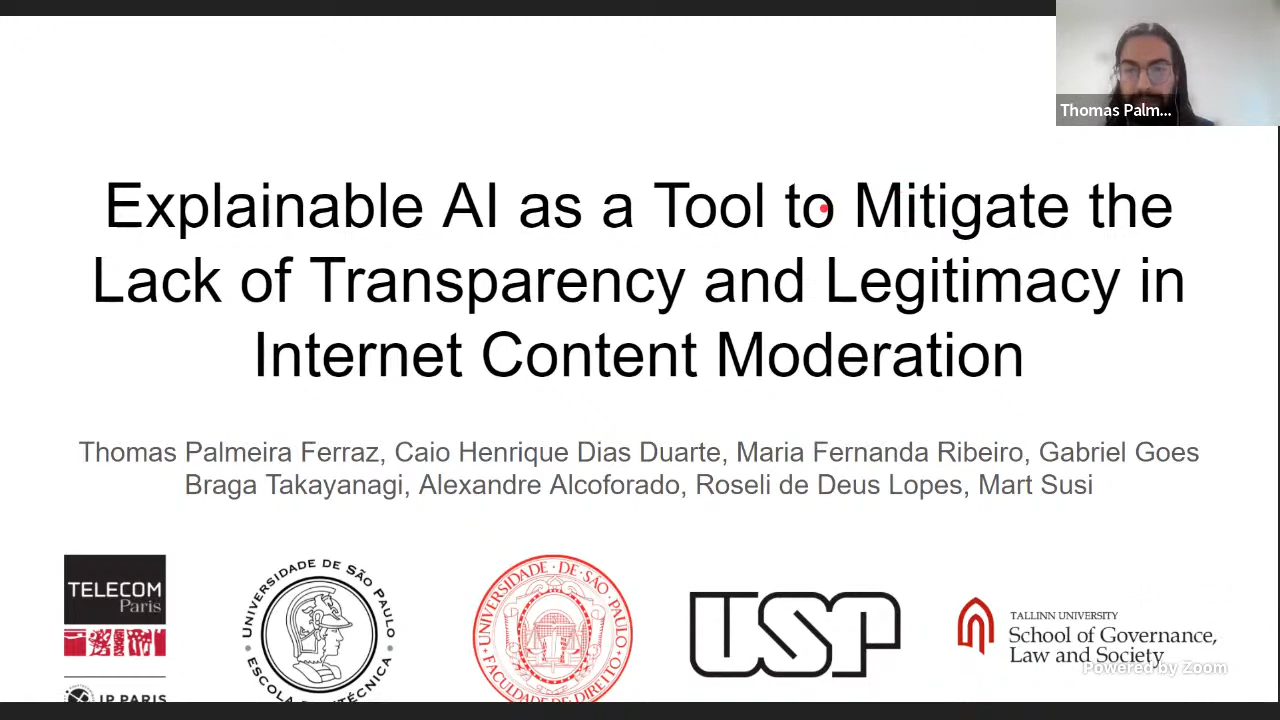 Thomas Palm...
Explainable AI as a Tool to Mitigate the
Lack of Transparency and Legitimacy in
Internet Content Moderation
Thomas Palmeira Ferraz, Caio Henrique Dias Duarte, Maria Fernanda Ribeiro, Gabriel Goes
Braga Takayanagi, Alexandre Alcoforado, Roseli de Deus Lopes, Mart Susi
TELECOM
Paris
IP PARIS
UNIVERSIDADE DE SÃO PAULO
ESCOLA POLITÉCNICA
UNIVERSIDADE · DE · SÃO · PAULO
FACULDADE DE DIREITO
USP
TALLINN UNIVERSITY
School of Governance,
Law and Society
Powered by Zoom